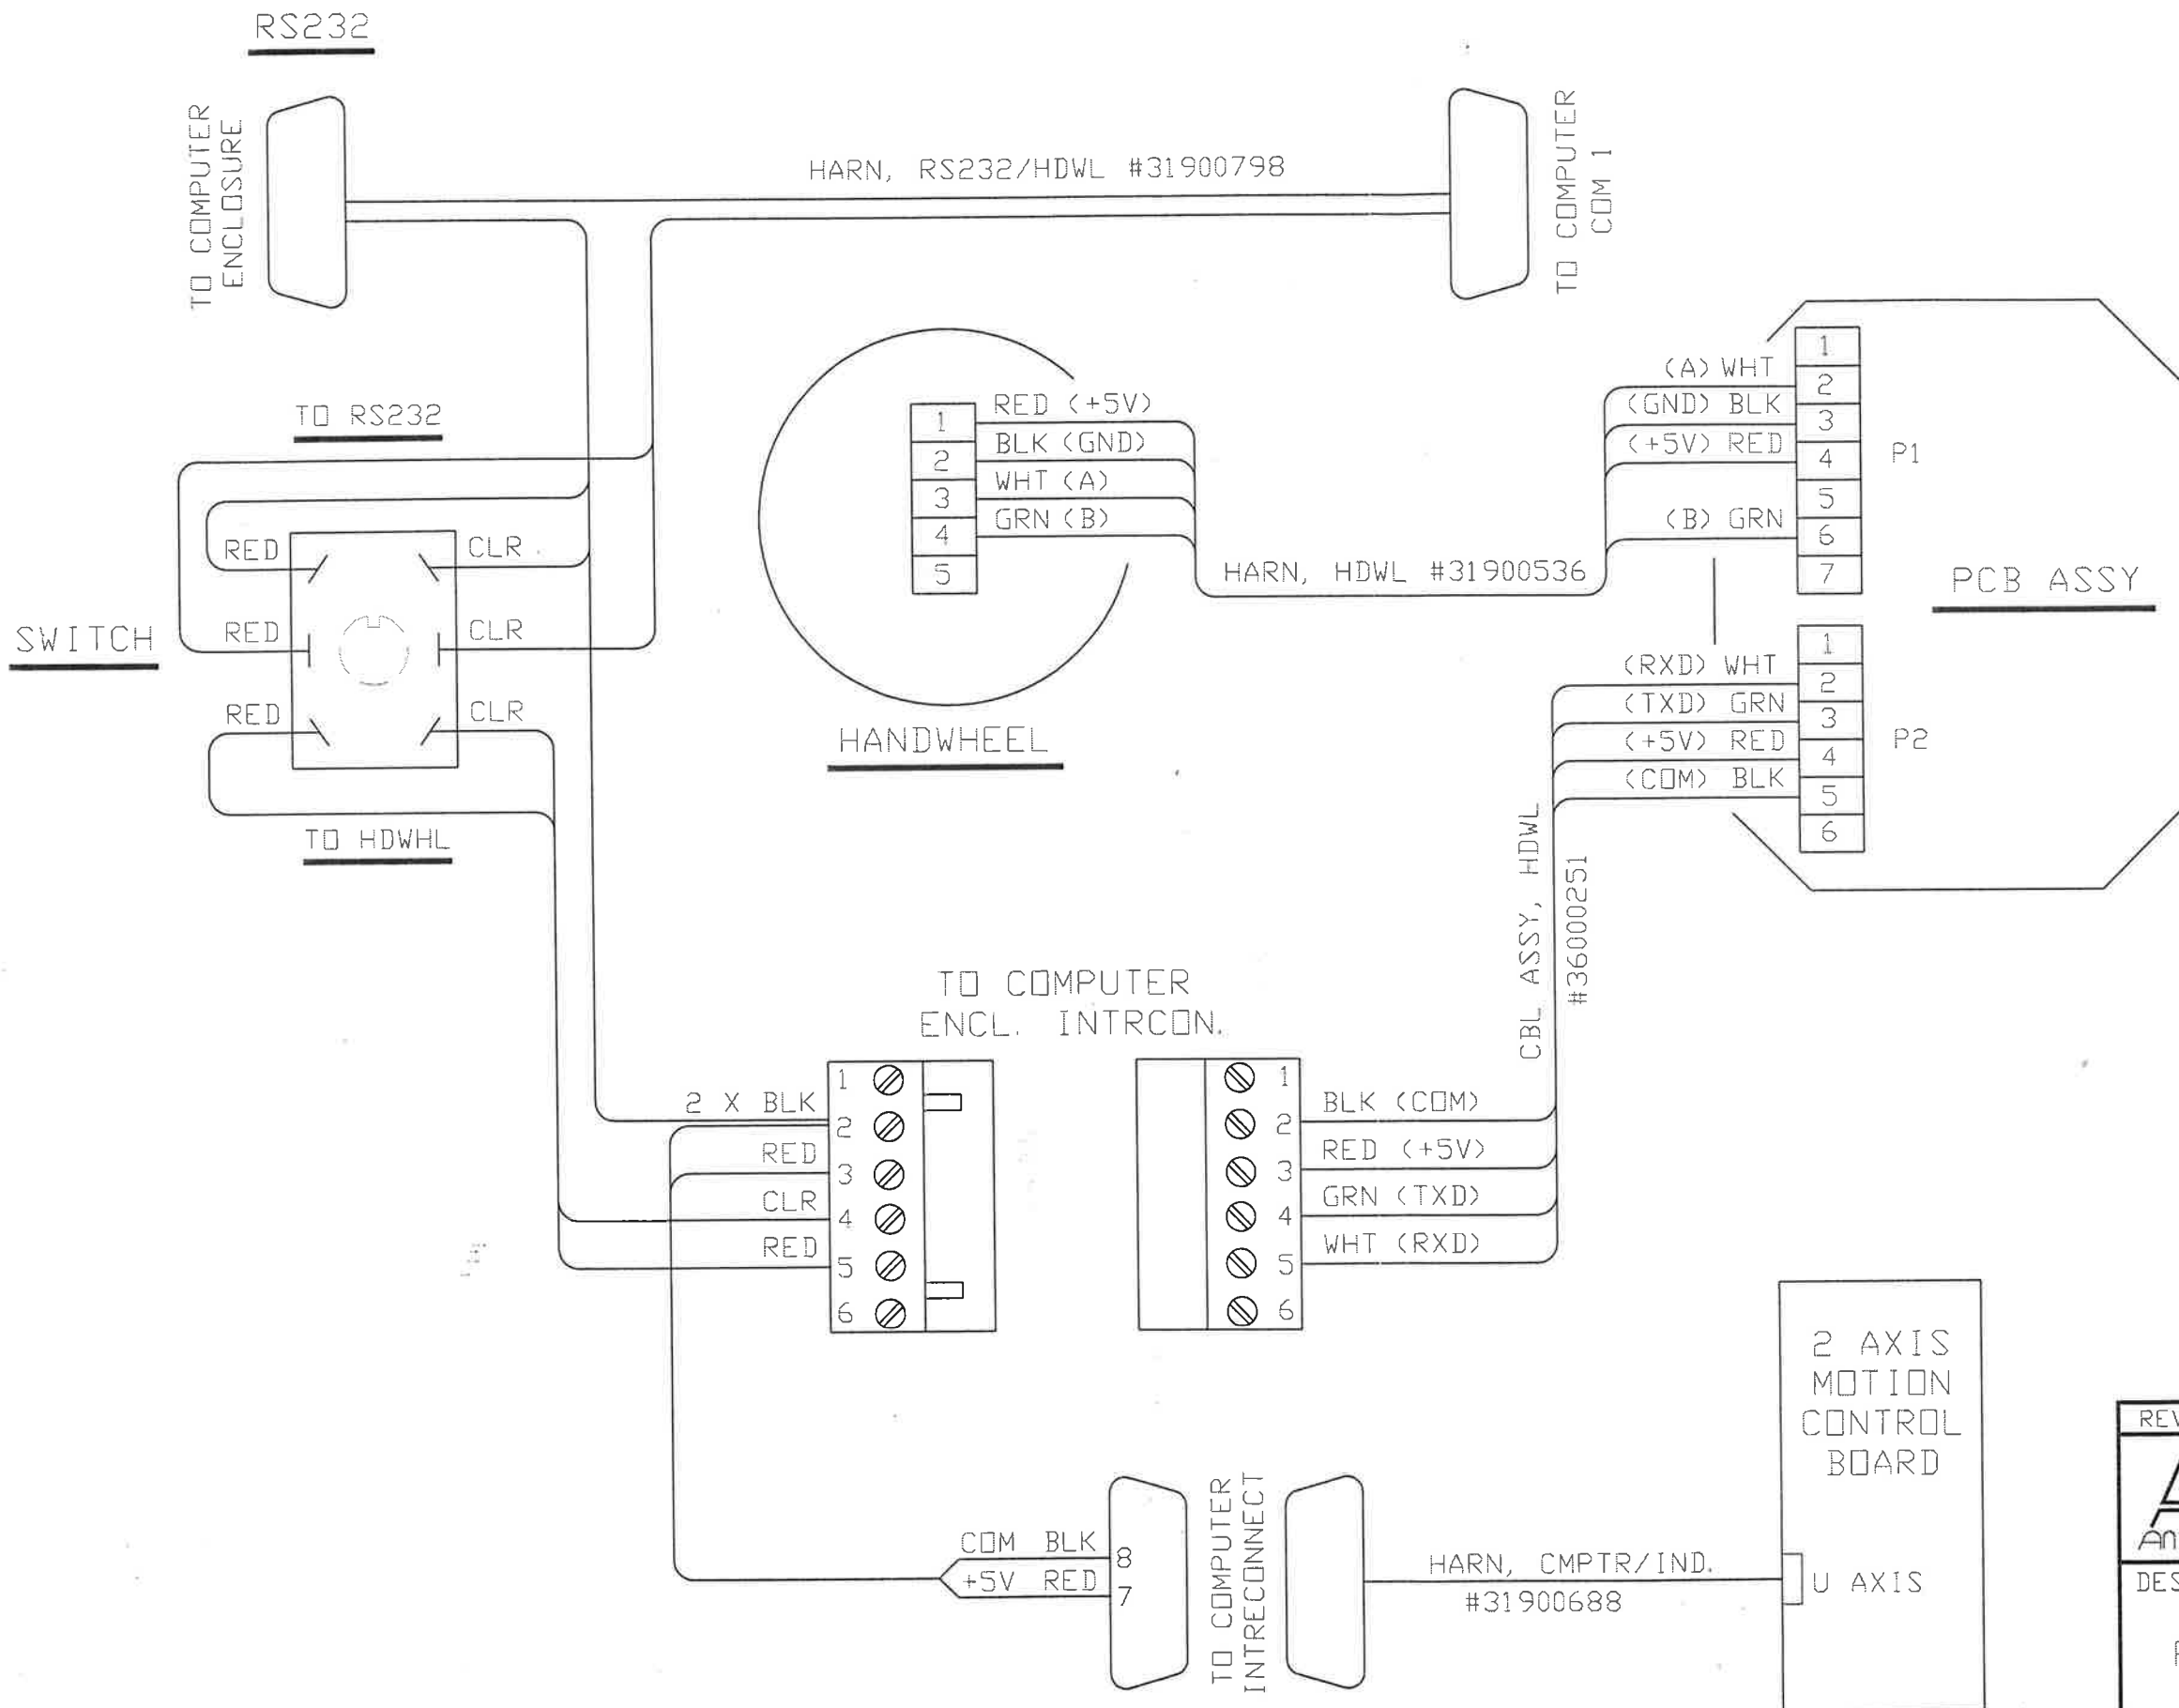 RS232
TO COMPUTER
ENCLOSURE
HARN, RS232/HDWL #31900798
TO COMPUTER
COM 1
TO RS232
RED
CLR
RED
CLR
RED
CLR
SWITCH
TO HDWHL
1
2
3
4
5
RED (+5V)
BLK (GND)
WHT (A)
GRN (B)
HANDWHEEL
HARN, HDWL #31900536
(A) WHT
(GND) BLK
(+5V) RED
(B) GRN
1
2
3
4
5
6
7
P1
PCB ASSY
(RXD) WHT
(TXD) GRN
(+5V) RED
(COM) BLK
1
2
3
4
5
6
P2
CBL ASSY, HDWL
#36000251
TO COMPUTER
ENCL. INTRCON.
2 X BLK
RED
CLR
RED
1
2
3
4
5
6
1
2
3
4
5
6
BLK (COM)
RED (+5V)
GRN (TXD)
WHT (RXD)
COM BLK
+5V RED
8
7
TO COMPUTER
INTRECONNECT
HARN, CMPTR/IND.
#31900688
2 AXIS
MOTION
CONTROL
BOARD
U AXIS
REV
An
DES